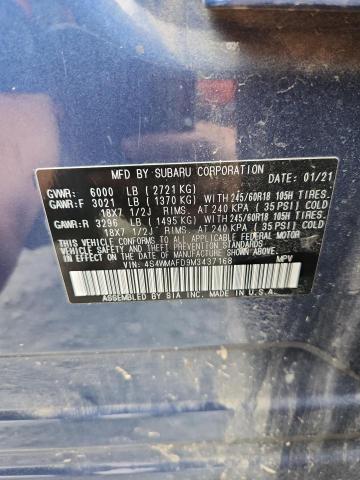 MFD BY SUBARU CORPORATION DATE: 01/21
GVWR: 6000 LB (2721 KG)
GAWR:F 3021 LB (1370 KG) WITH 245/60R18 105H TIRES.
18X7 1/2J RIMS. AT 240 KPA (35 PSI) COLD
GAWR:R 3296 LB (1495 KG) WITH 245/60R18 105H TIRES.
18X7 1/2J RIMS. AT 240 KPA (35 PSI) COLD
THIS VEHICLE CONFORMS TO ALL APPLICABLE FEDERAL MOTOR
VEHICLE SAFETY STANDARDS IN EFFECT ON THE DATE OF
MANUFACTURE SHOWN ABOVE.
VIN: 4S4WMAFD9M3437168 MPV
ASSEMBLED BY SIA INC. MADE IN U.S.A.